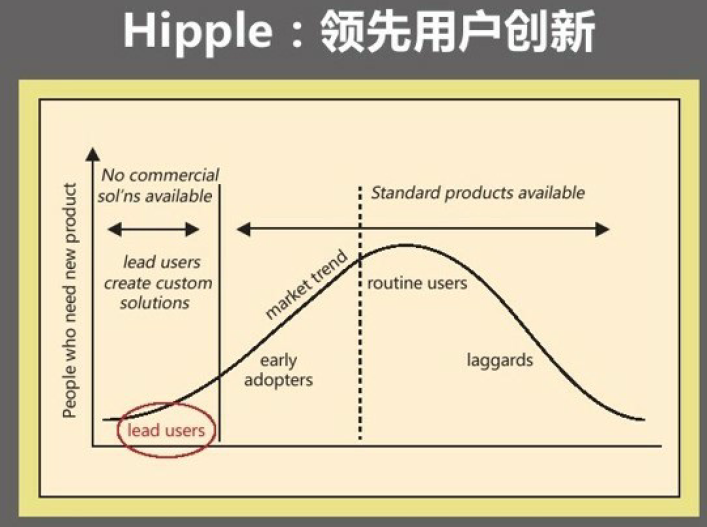 Hipple：领先用户创新
No commercial
sol'ns available
Standard products available
People who need new product
lead users
create custom
solutions
market trend
routine users
early
adopters
laggards
lead users